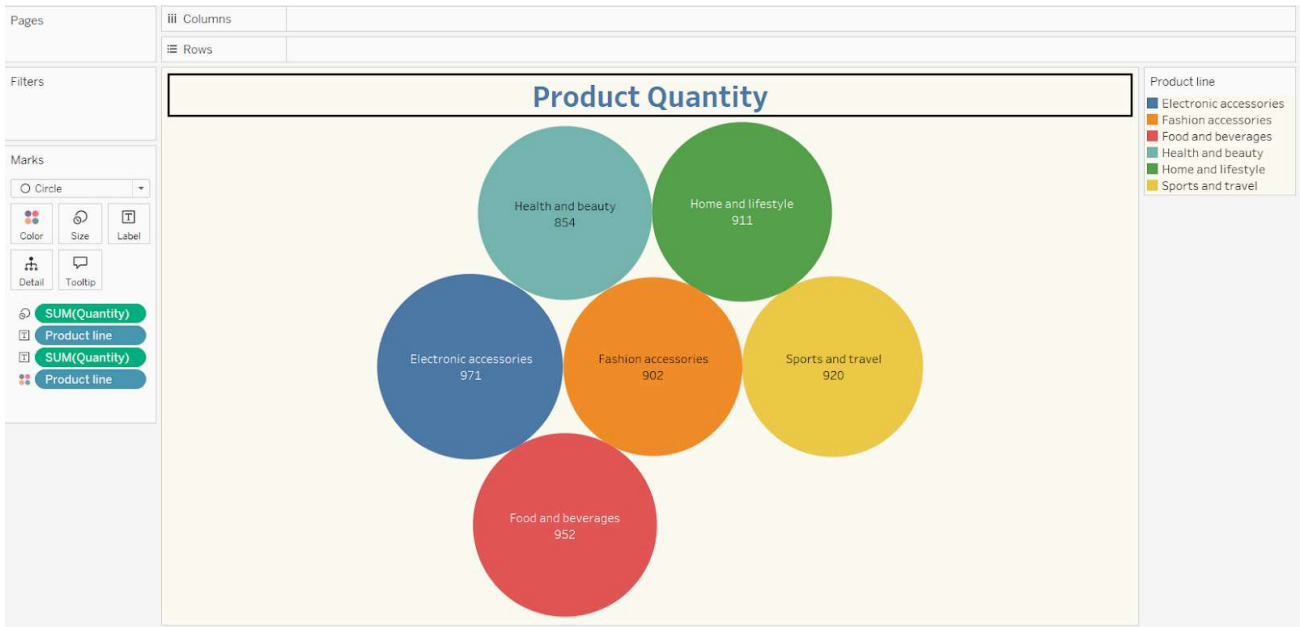 Pages
Columns
Rows
Filters
Product Quantity
Product line
Electronic accessories
Fashion accessories
Food and beverages
Health and beauty
Home and lifestyle
Sports and travel
Marks
Circle
Color Size Label
Detail Tooltip
SUM(Quantity)
Product line
SUM(Quantity)
Product line
Health and beauty
854
Home and lifestyle
911
Electronic accessories
971
Fashion accessories
902
Sports and travel
920
Food and beverages
952